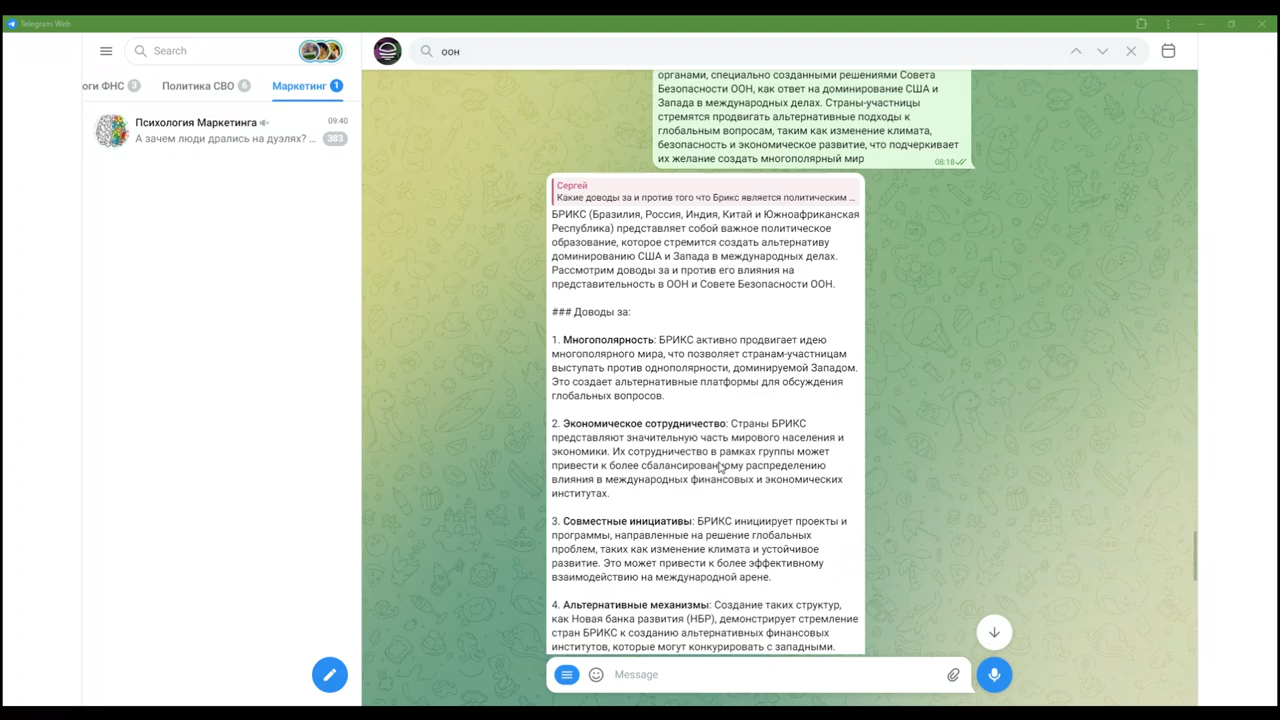 Telegram Web
Search
оон
оги ФНС 3
Политика СВО 6
Маркетинг 1
Психология Маркетинга
09:40
А зачем люди дрались на дуэлях? ...
383
органами, специально созданными решениями Совета
Безопасности ООН, как ответ на доминирование США и
Запада в международных делах. Страны-участницы
стремятся продвигать альтернативные подходы к
глобальным вопросам, таким как изменение климата,
безопасность и экономическое развитие, что подчеркивает
их желание создать многополярный мир
08:18
Сергей
Какие доводы за и против того что Брикс является политическим ...
БРИКС (Бразилия, Россия, Индия, Китай и Южноафриканская
Республика) представляет собой важное политическое
образование, которое стремится создать альтернативу
доминированию США и Запада в международных делах.
Рассмотрим доводы за и против его влияния на
представительность в ООН и Совете Безопасности ООН.
### Доводы за:
1. Многополярность: БРИКС активно продвигает идею
многополярного мира, что позволяет странам-участницам
выступать против однополярности, доминируемой Западом.
Это создает альтернативные платформы для обсуждения
глобальных вопросов.
2. Экономическое сотрудничество: Страны БРИКС
представляют значительную часть мирового населения и
экономики. Их сотрудничество в рамках группы может
привести к более сбалансированному распределению
влияния в международных финансовых и экономических
институтах.
3. Совместные инициативы: БРИКС инициирует проекты и
программы, направленные на решение глобальных
проблем, таких как изменение климата и устойчивое
развитие. Это может привести к более эффективному
взаимодействию на международной арене.
4. Альтернативные механизмы: Создание таких структур,
как Новая банка развития (НБР), демонстрирует стремление
стран БРИКС к созданию альтернативных финансовых
институтов, которые могут конкурировать с западными.
Message